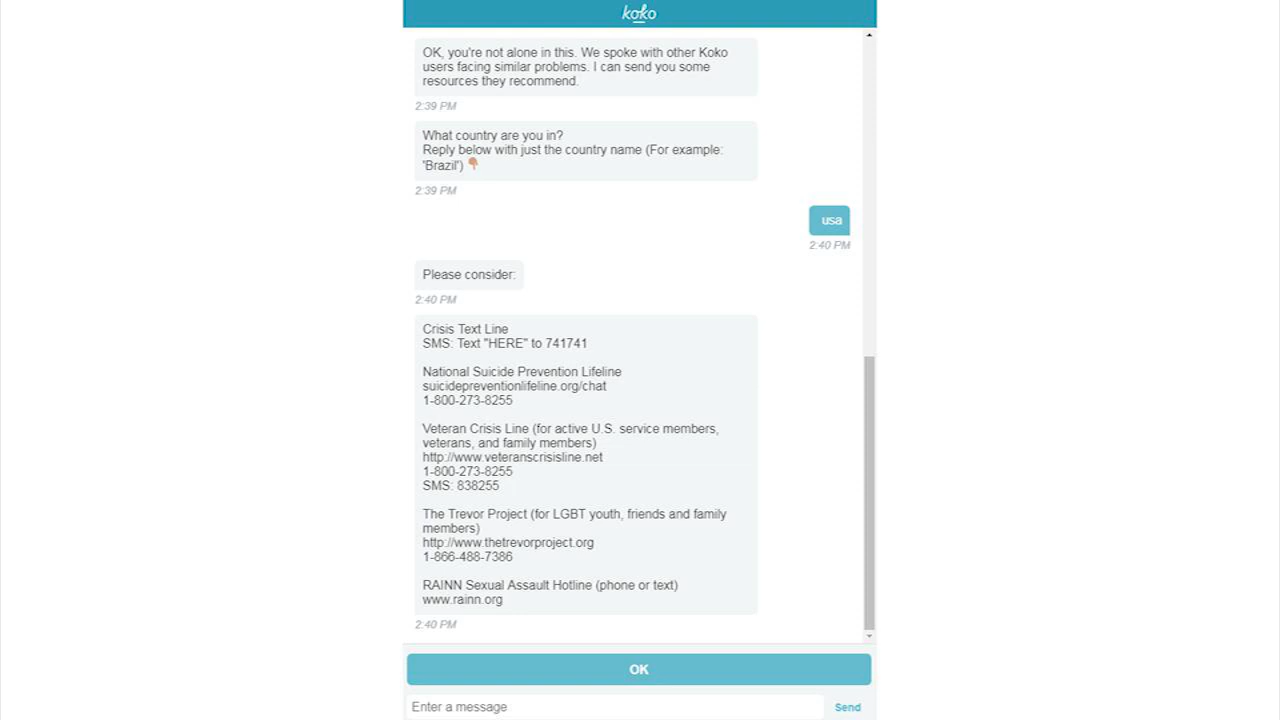 koko
OK, you're not alone in this. We spoke with other Koko
users facing similar problems. I can send you some
resources they recommend.
2:39 PM
What country are you in?
Reply below with just the country name (For example:
'Brazil') 👇
2:39 PM
usa
2:40 PM
Please consider:
2:40 PM
Crisis Text Line
SMS: Text "HERE" to 741741
National Suicide Prevention Lifeline
suicidepreventionlifeline.org/chat
1-800-273-8255
Veteran Crisis Line (for active U.S. service members,
veterans, and family members)
http://www.veteranscrisisline.net
1-800-273-8255
SMS: 838255
The Trevor Project (for LGBT youth, friends and family
members)
http://www.thetrevorproject.org
1-866-488-7386
RAINN Sexual Assault Hotline (phone or text)
www.rainn.org
2:40 PM
OK
Enter a message
Send